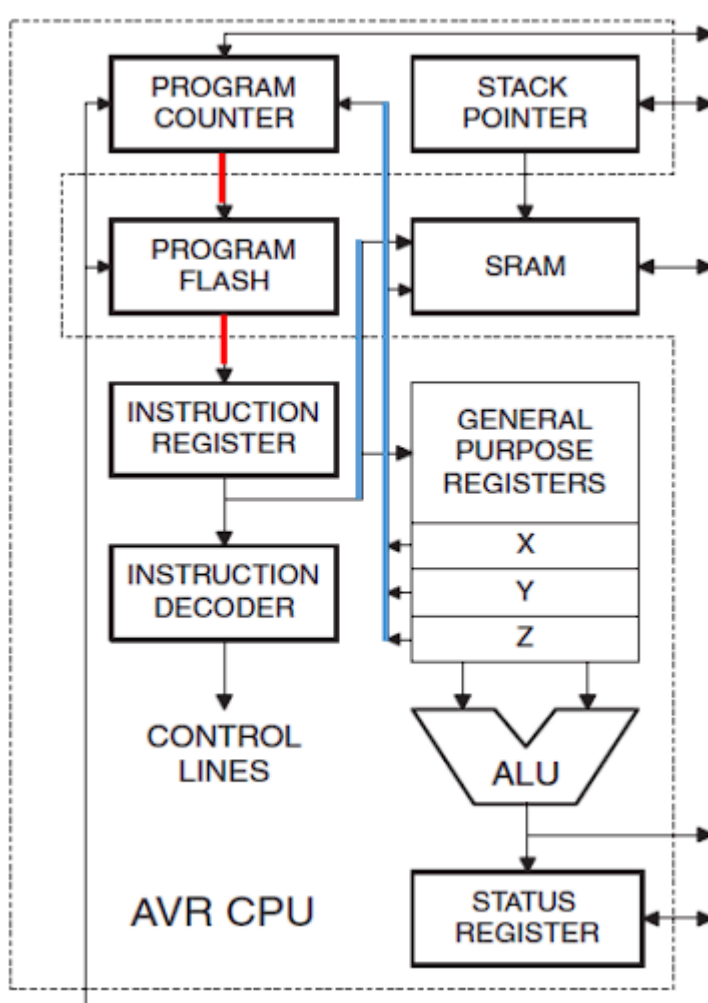 PROGRAM
COUNTER
STACK
POINTER
PROGRAM
FLASH
SRAM
INSTRUCTION
REGISTER
GENERAL
PURPOSE
REGISTERS
X
INSTRUCTION
DECODER
Y
Z
CONTROL
LINES
ALU
AVR CPU
STATUS
REGISTER